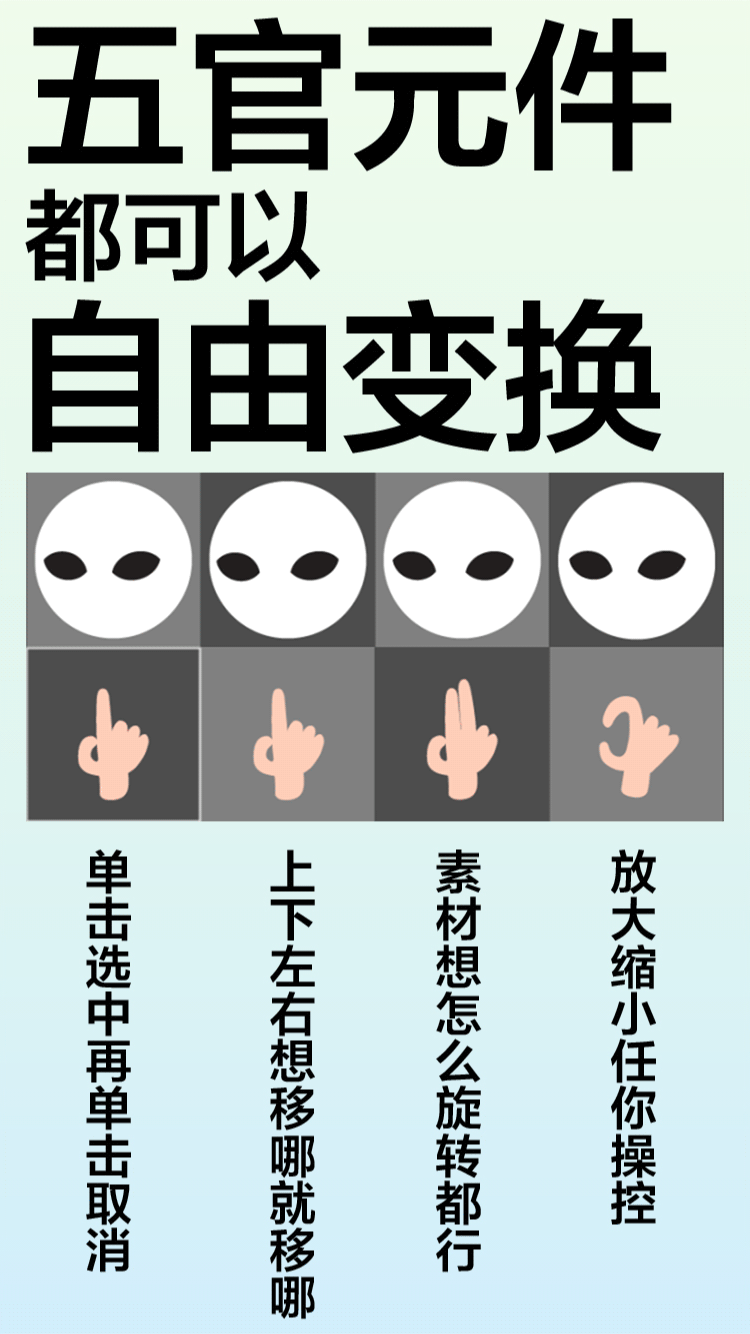 五官元件
都可以
自由变换
单击选中再单击取消
上下左右想移哪就移哪
素材想怎么旋转都行
放大缩小任你操控